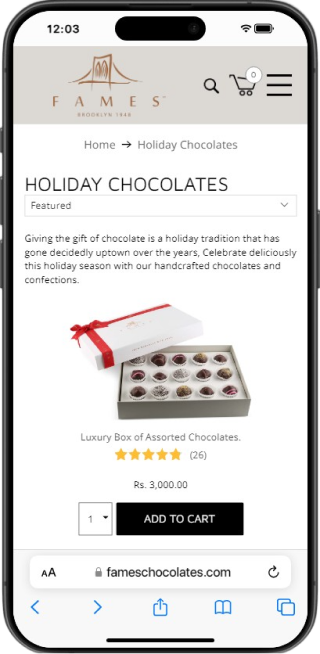 12:03
FAMES
BROOKLYN 1946
0
Home → Holiday Chocolates
HOLIDAY CHOCOLATES
Featured
Giving the gift of chocolate is a holiday tradition that has
gone decidedly uptown over the years, Celebrate deliciously
this holiday season with our handcrafted chocolates and
confections.
Luxury Box of Assorted Chocolates.
(26)
Rs. 3,000.00
1
ADD TO CART
AA
fameschocolates.com